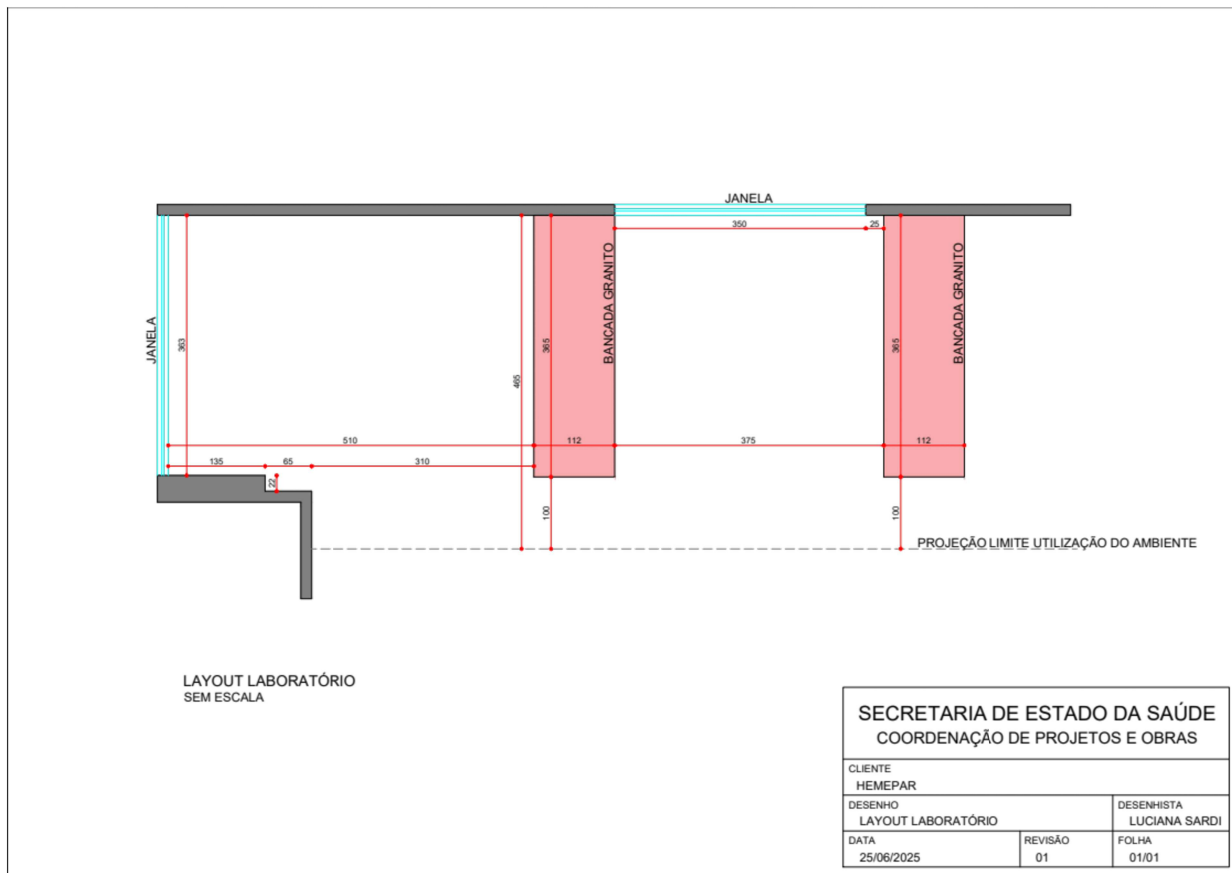 JANELA
350
25
JANELA
363
465
365
BANCADA GRANITO
365
BANCADA GRANITO
510
112
375
112
135
65
310
22
100
100
PROJEÇÃO LIMITE UTILIZAÇÃO DO AMBIENTE
LAYOUT LABORATÓRIO
SEM ESCALA
SECRETARIA DE ESTADO DA SAÚDE
COORDENAÇÃO DE PROJETOS E OBRAS
CLIENTE
HEMEPAR
DESENHO
LAYOUT LABORATÓRIO
DESENHISTA
LUCIANA SARDI
DATA
25/06/2025
REVISÃO
01
FOLHA
01/01